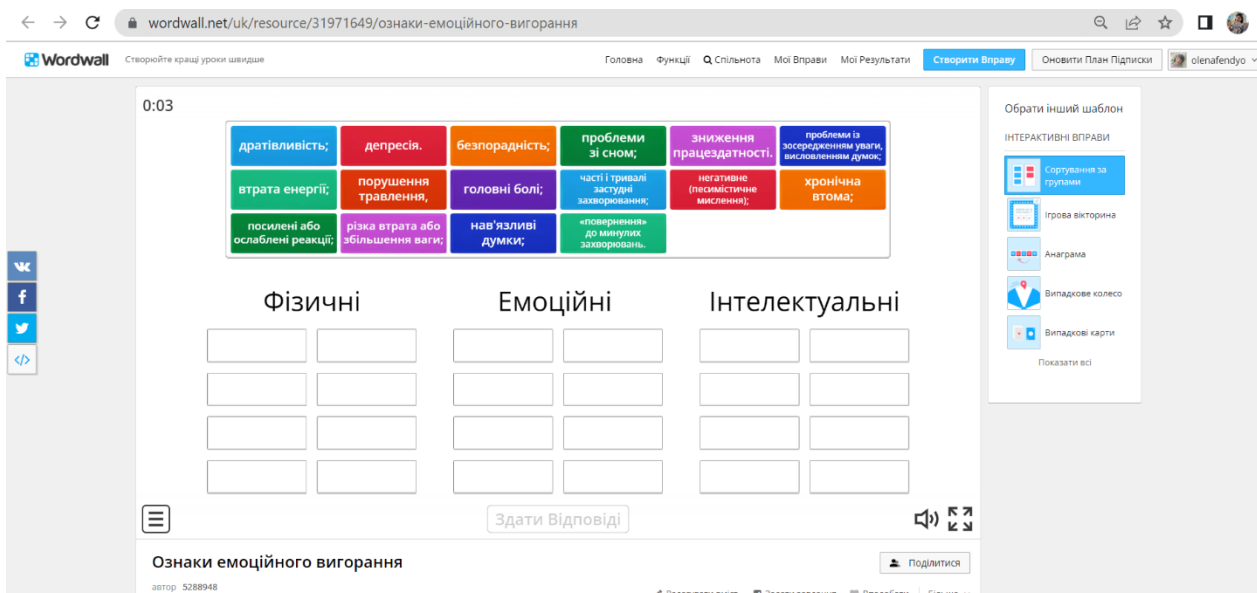 wordwall.net/uk/resource/31971649/ознаки-емоційного-вигорання
Wordwall Створюйте кращі уроки швидше Головна Функції Спільнота Мої Вправи Мої Результати Створити Вправу Оновити План Підписки olenafendyo
0:03
дратівливість; депресія. безпорадність; проблеми зі сном; зниження працездатності. проблеми із зосередженням уваги, висловленням думок;
втрата енергії; порушення травлення, головні болі; часті і тривалі застудні захворювання; негативне (песимістичне мислення); хронічна втома;
посилені або ослаблені реакції; різка втрата або збільшення ваги; нав'язливі думки; «повернення» до минулих захворювань.
Фізичні Емоційні Інтелектуальні
Здати Відповіді
Ознаки емоційного вигорання
Поділитися
автор 5288948
Обрати інший шаблон
ІНТЕРАКТИВНІ ВПРАВИ
Сортування за групами
Ігрова вікторина
Анаграма
Випадкове колесо
Випадкові карти
Показати всі